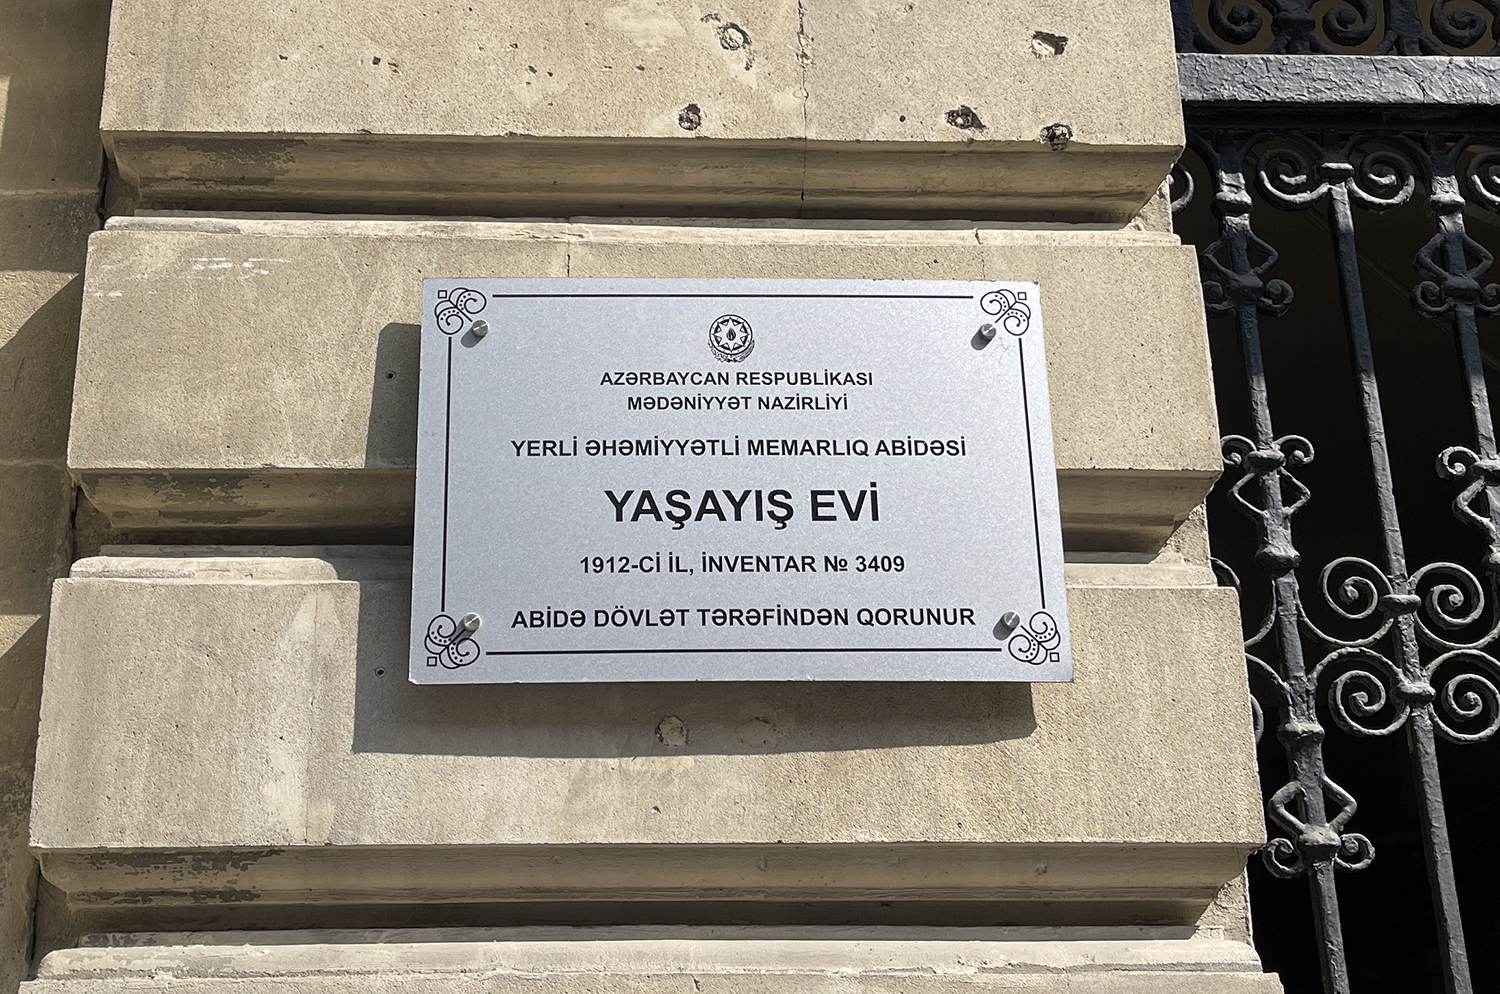 AZƏRBAYCAN RESPUBLİKASI
MƏDƏNİYYƏT NAZİRLİYİ
YERLİ ƏHƏMİYYƏTLİ MEMARLIQ ABİDƏSİ
YAŞAYIŞ EVİ
1912-Cİ İL, İNVENTAR № 3409
ABİDƏ DÖVLƏT TƏRƏFİNDƏN QORUNUR